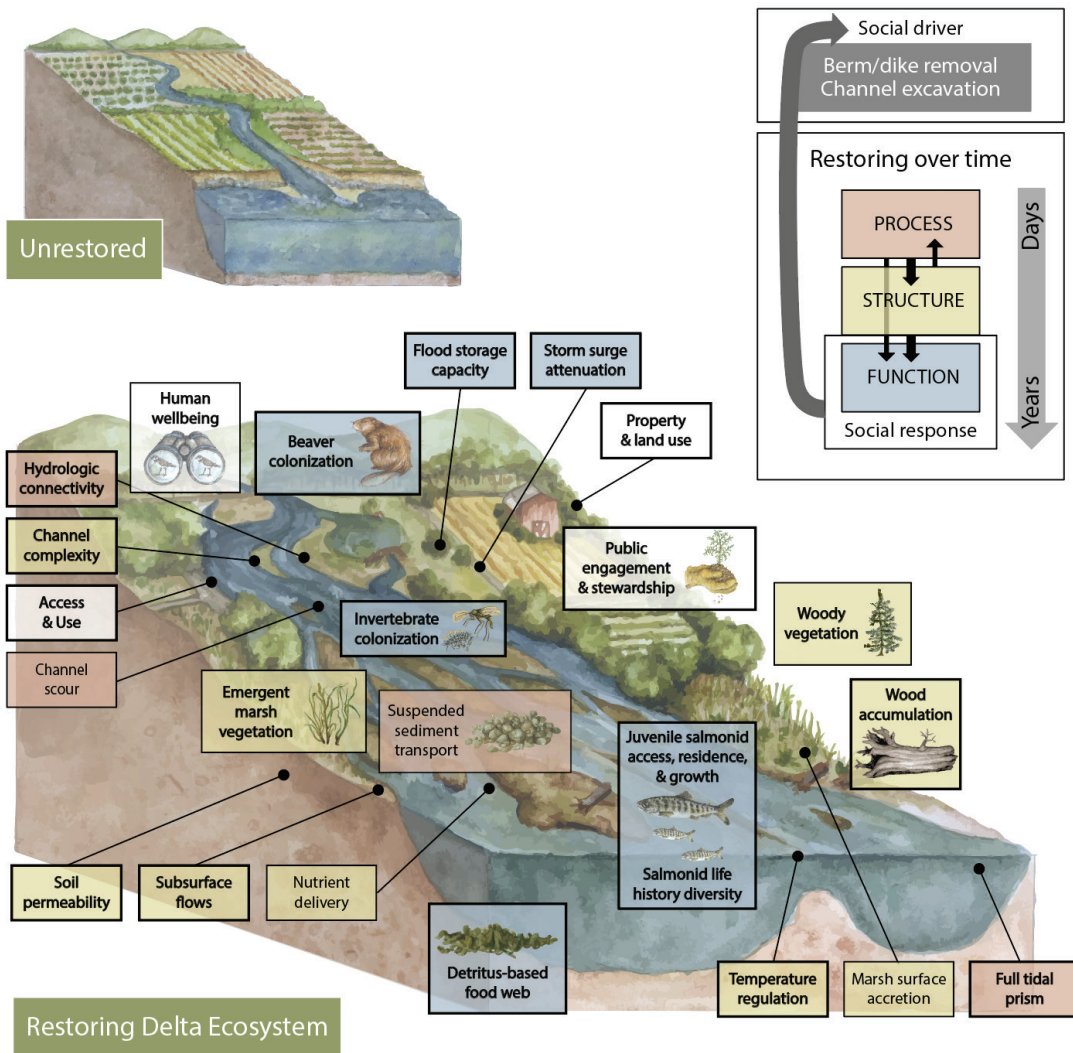 Social driver
Berm/dike removal
Channel excavation
Restoring over time
PROCESS
STRUCTURE
FUNCTION
Social response
Days
Years
Unrestored
Flood storage
capacity
Storm surge
attenuation
Human
wellbeing
Beaver
colonization
Property
& land use
Hydrologic
connectivity
Channel
complexity
Access
& Use
Channel
scour
Public
engagement
& stewardship
Invertebrate
colonization
Woody
vegetation
Emergent
marsh
vegetation
Suspended
sediment
transport
Wood
accumulation
Juvenile salmonid
access, residence,
& growth
Salmonid life
history diversity
Soil
permeability
Subsurface
flows
Nutrient
delivery
Detritus-based
food web
Temperature
regulation
Marsh surface
accretion
Full tidal
prism
Restoring Delta Ecosystem